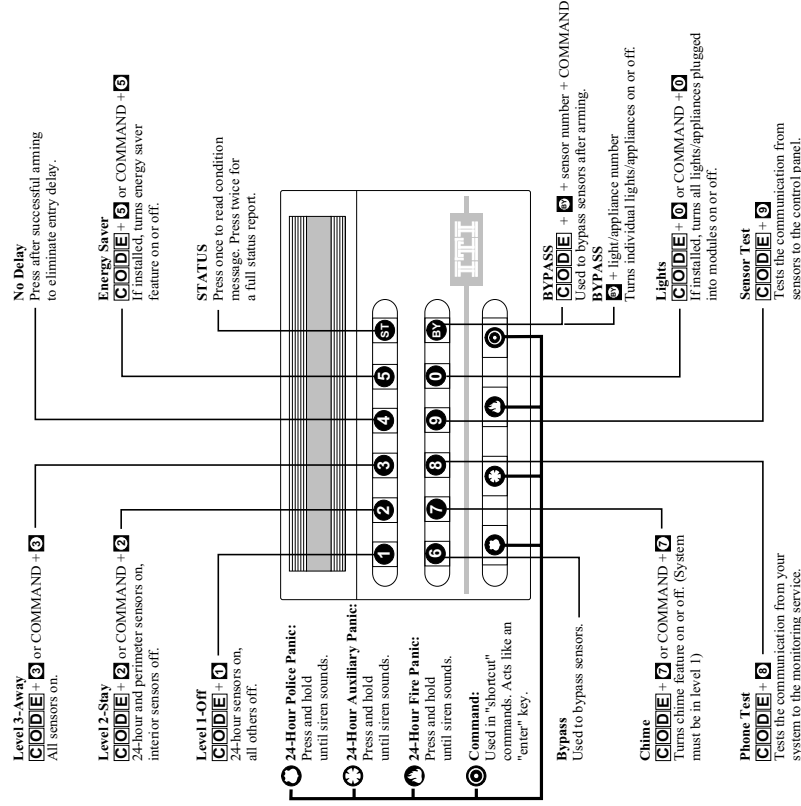 Level 3-Away
CODE + 3 or COMMAND + 3
All sensors on.
Level 2-Stay
CODE + 2 or COMMAND + 2
24-hour and perimeter sensors on,
interior sensors off.
Level 1-Off
CODE + 1
24-hour sensors on,
all others off.
24-Hour Police Panic:
Press and hold
until siren sounds.
24-Hour Auxiliary Panic:
Press and hold
until siren sounds.
24-Hour Fire Panic:
Press and hold
until siren sounds.
Command:
Used in "shortcut"
commands. Acts like an
"enter" key.
Bypass
Used to bypass sensors.
Chime
CODE + 7 or COMMAND + 7
Turns chime feature on or off. (System
must be in level 1)
Phone Test
CODE + 8
Tests the communication from your
system to the monitoring service.
1 2 3 4 5 ST
6 7 8 9 0 BY
ITI
No Delay
Press after successful arming
to eliminate entry delay.
Energy Saver
CODE + 5 or COMMAND + 5
If installed, turns energy saver
feature on or off.
STATUS
Press once to read condition
message. Press twice for
a full status report.
BYPASS
CODE + BY + sensor number + COMMAND
Used to bypass sensors after arming.
BYPASS
BY + light/appliance number
Turns individual lights/appliances on or off.
Lights
CODE + 0 or COMMAND + 0
If installed, turns all lights/appliances plugged
into modules on or off.
Sensor Test
CODE + 9
Tests the communication from
sensors to the control panel.